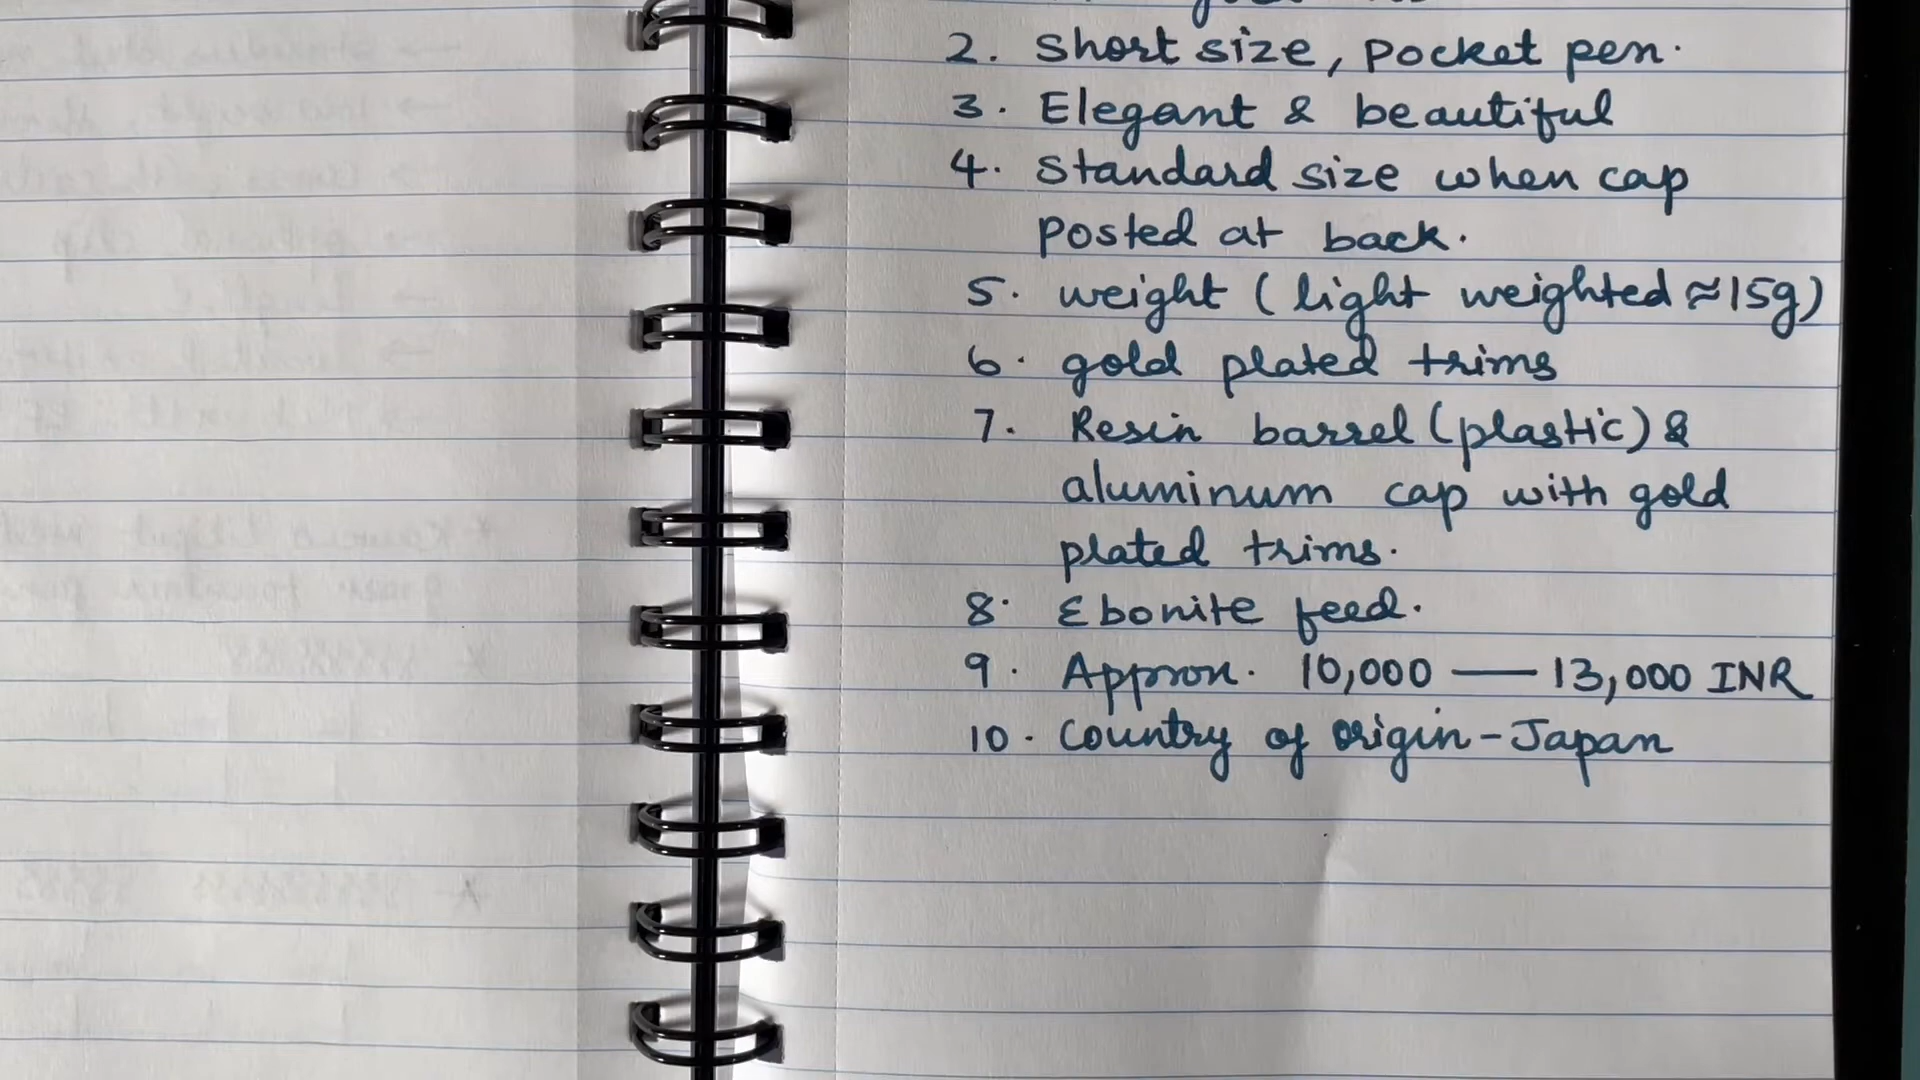 2. Short size, pocket pen.
3. Elegant & beautiful
4. Standard size when cap
posted at back.
5. weight (light weighted ≈15g)
6. gold plated trims
7. Resin barrel (plastic) &
aluminum cap with gold
plated trims.
8. Ebonite feed.
9. Approx. 10,000 — 13,000 INR
10. Country of origin - Japan